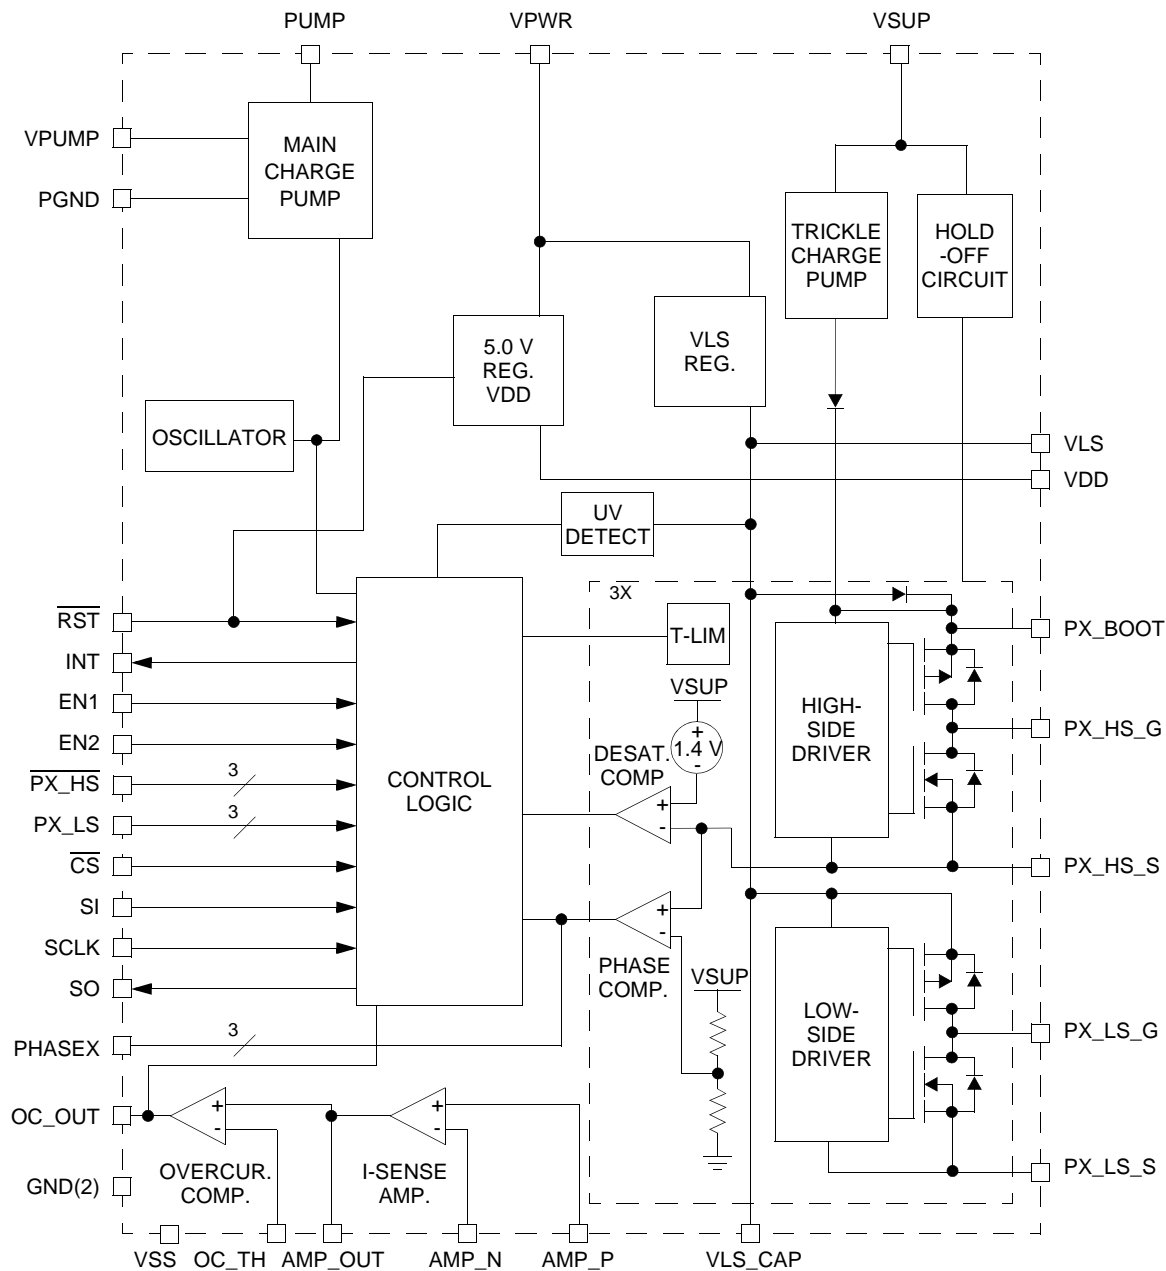 PUMP
VPWR
VSUP
VPUMP
PGND
MAIN
CHARGE
PUMP
TRICKLE
CHARGE
PUMP
HOLD
-OFF
CIRCUIT
5.0 V
REG.
VDD
VLS
REG.
OSCILLATOR
VLS
VDD
UV
DETECT
3X
T-LIM
RST
INT
EN1
EN2
PX_HS
3
PX_LS
3
CS
SI
SCLK
SO
PHASEX
3
OC_OUT
GND(2)
CONTROL
LOGIC
VSUP
+
1.4 V
-
DESAT.
COMP.
+
-
+
-
PHASE
COMP.
VSUP
HIGH-
SIDE
DRIVER
LOW-
SIDE
DRIVER
PX_BOOT
PX_HS_G
PX_HS_S
PX_LS_G
PX_LS_S
+
-
OVERCUR.
COMP.
+
-
I-SENSE
AMP.
VSS
OC_TH
AMP_OUT
AMP_N
AMP_P
VLS_CAP